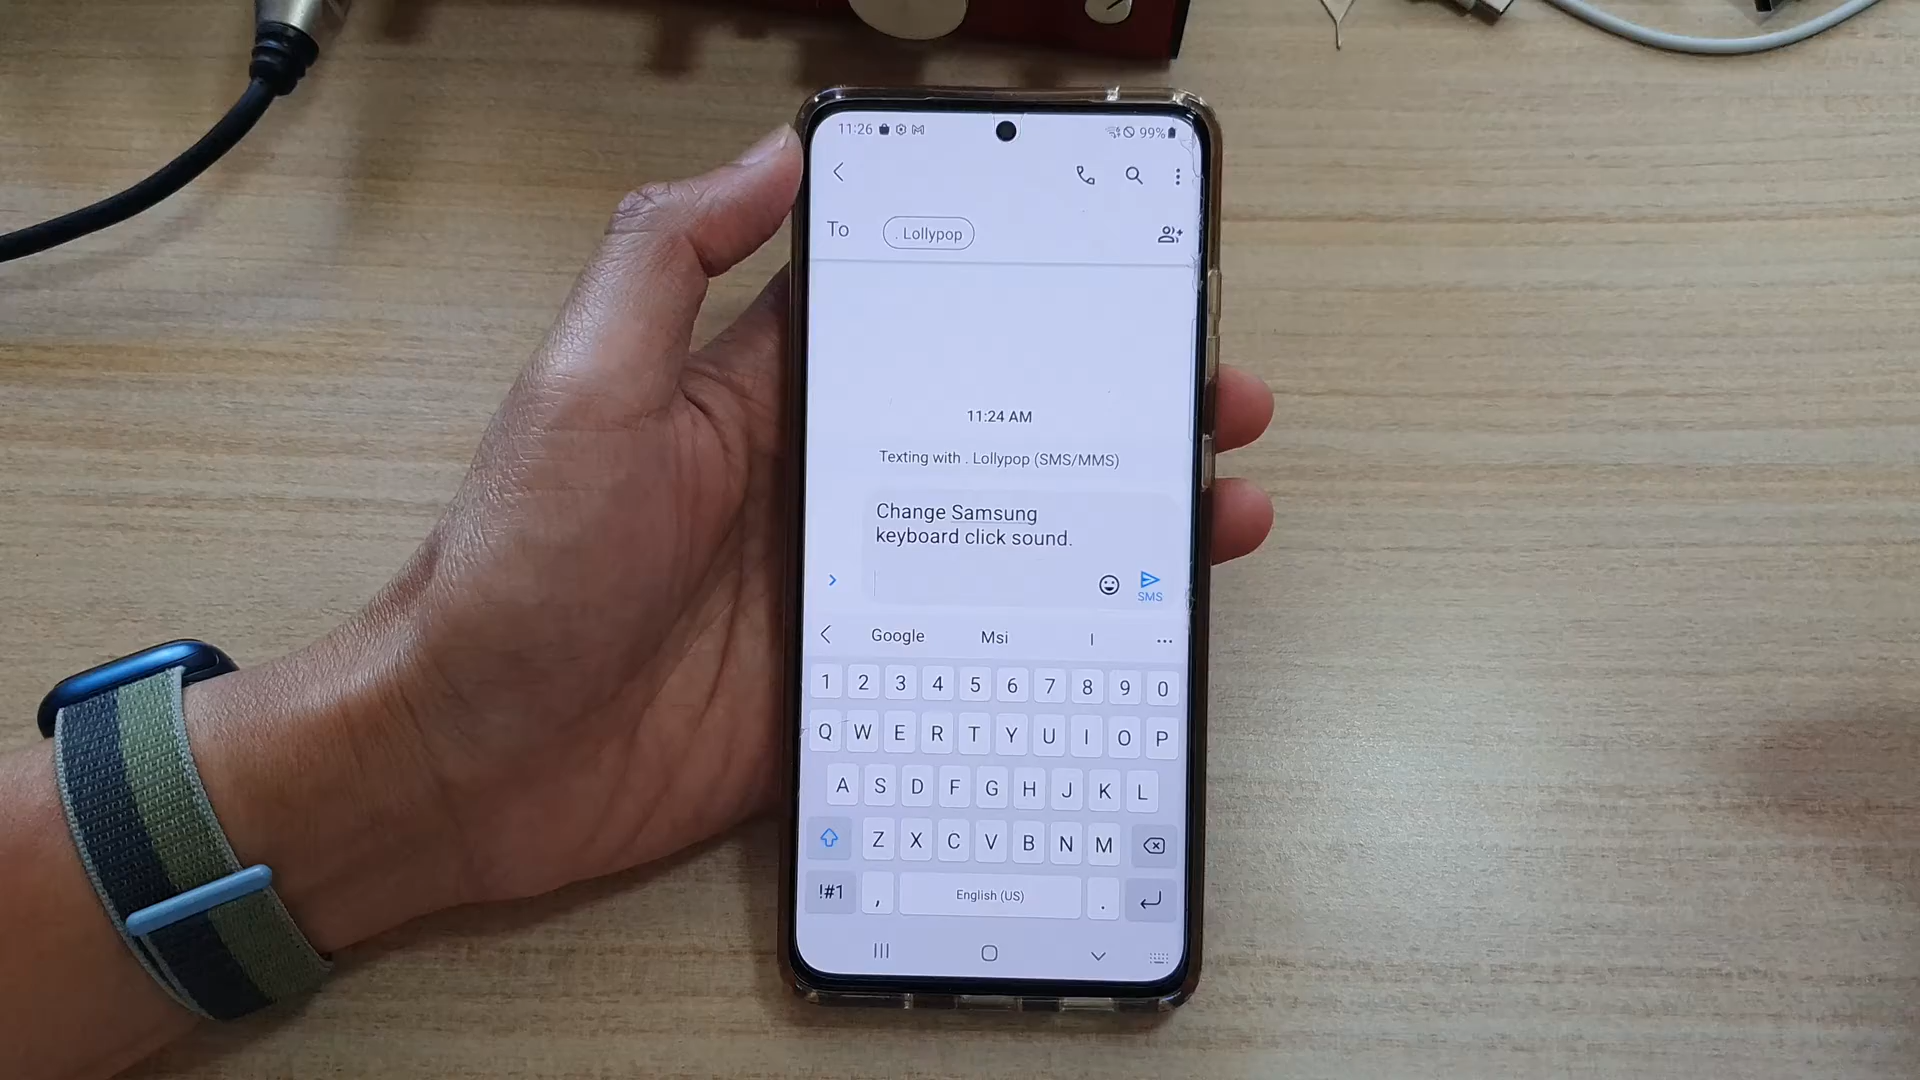 11:26 99%
To . Lollypop
11:24 AM
Texting with . Lollypop (SMS/MMS)
Change Samsung
keyboard click sound.
SMS
Google Msi I
1 2 3 4 5 6 7 8 9 0
Q W E R T Y U I O P
A S D F G H J K L
Z X C V B N M
!#1 , English (US) .